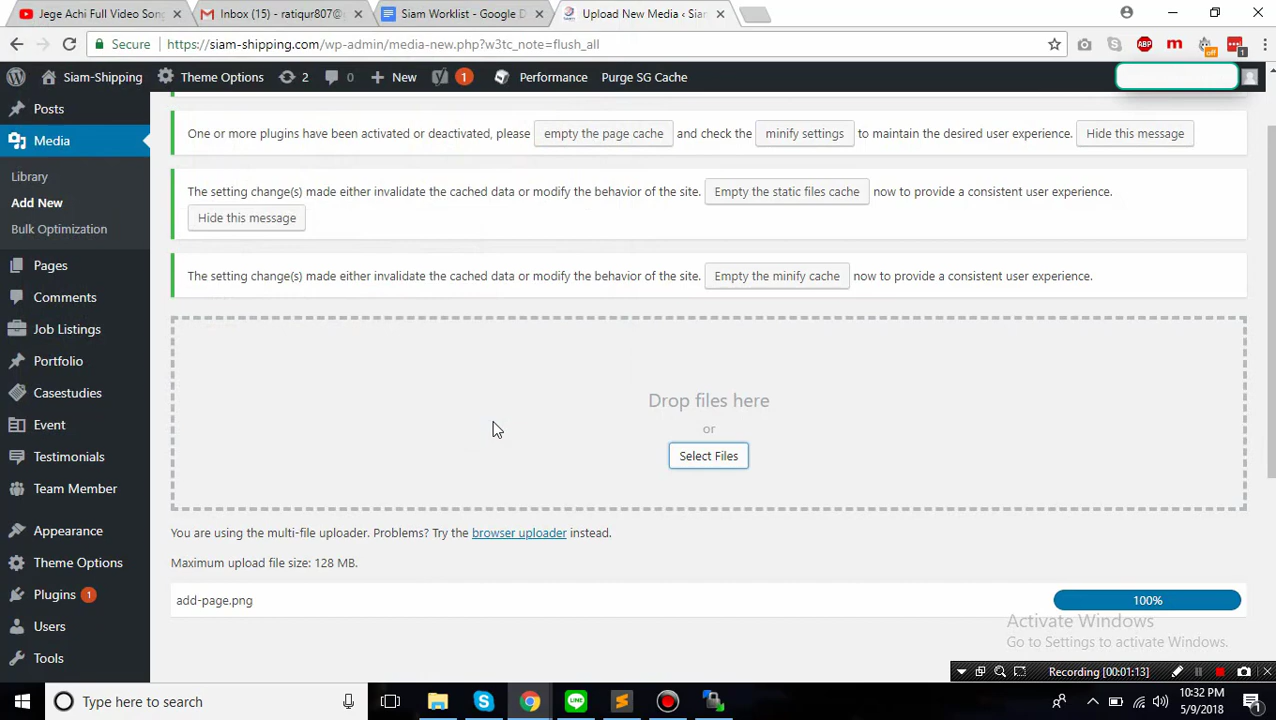 Jege Achi Full Video Song
Inbox (15) - ratiqur807@
Siam Worklist - Google D
Upload New Media ‹ Siam
Secure
https://siam-shipping.com/wp-admin/media-new.php?w3tc_note=flush_all
ABP
m
off
1
Siam-Shipping
Theme Options
2
0
New
1
Performance
Purge SG Cache
Posts
Media
Library
Add New
Bulk Optimization
Pages
Comments
Job Listings
Portfolio
Casestudies
Event
Testimonials
Team Member
Appearance
Theme Options
Plugins 1
Users
Tools
One or more plugins have been activated or deactivated, please empty the page cache and check the minify settings to maintain the desired user experience. Hide this message
The setting change(s) made either invalidate the cached data or modify the behavior of the site. Empty the static files cache now to provide a consistent user experience.
Hide this message
The setting change(s) made either invalidate the cached data or modify the behavior of the site. Empty the minify cache now to provide a consistent user experience.
Drop files here
or
Select Files
You are using the multi-file uploader. Problems? Try the browser uploader instead.
Maximum upload file size: 128 MB.
add-page.png
100%
Activate Windows
Go to Settings to activate Windows.
Recording [00:01:13]
Type here to search
10:32 PM
5/9/2018
1